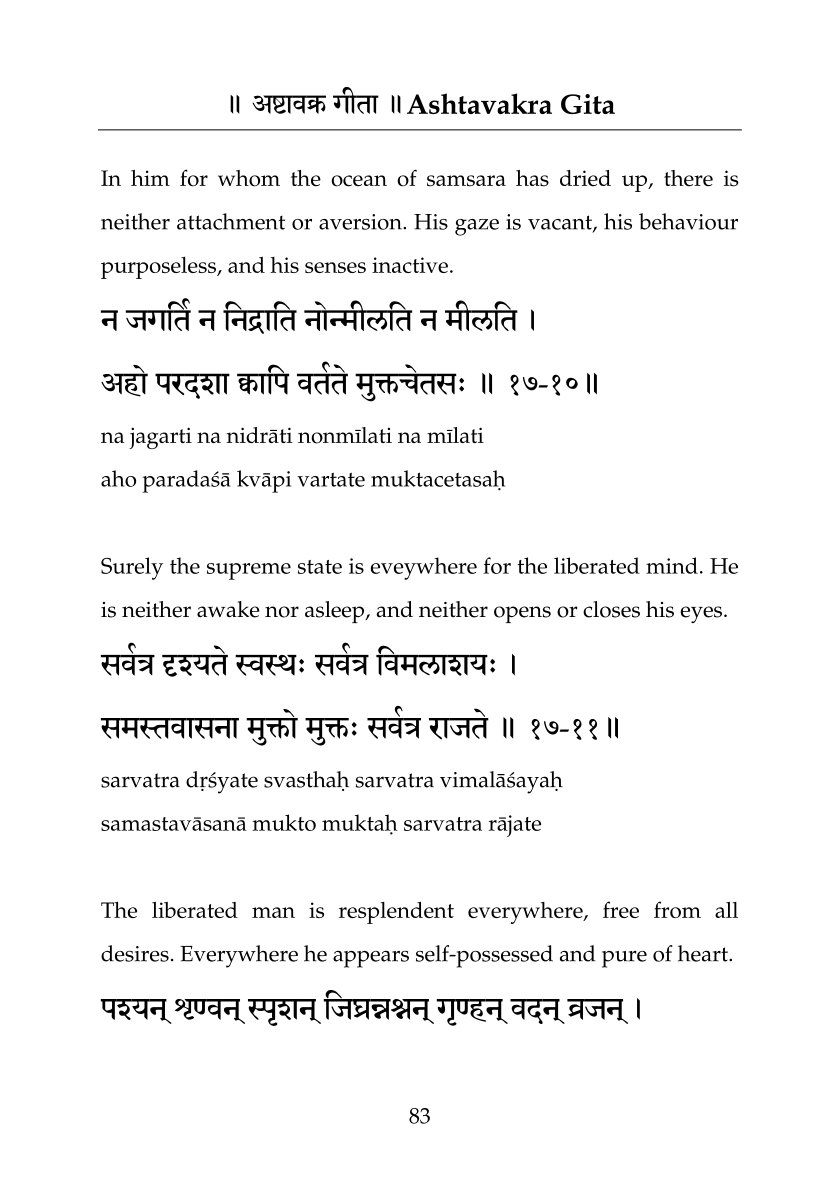 ॥ अष्टावक्र गीता ॥ Ashtavakra Gita
In him for whom the ocean of samsara has dried up, there is
neither attachment or aversion. His gaze is vacant, his behaviour
purposeless, and his senses inactive.
न जगर्ति न निद्राति नोन्मीलति न मीलति ।
अहो परदशा क्वापि वर्तते मुक्तचेतसः ॥ १७-१०॥
na jagarti na nidrāti nonmīlati na mīlati
aho paradaśā kvāpi vartate muktacetasaḥ
Surely the supreme state is eveywhere for the liberated mind. He
is neither awake nor asleep, and neither opens or closes his eyes.
सर्वत्र दृश्यते स्वस्थः सर्वत्र विमलाशयः ।
समस्तवासना मुक्तो मुक्तः सर्वत्र राजते ॥ १७-११॥
sarvatra dṛśyate svasthaḥ sarvatra vimalāśayaḥ
samastavāsanā mukto muktaḥ sarvatra rājate
The liberated man is resplendent everywhere, free from all
desires. Everywhere he appears self-possessed and pure of heart.
पश्यन् शृण्वन् स्पृशन् जिघ्रन्नश्नन् गृण्हन् वदन् व्रजन् ।
83